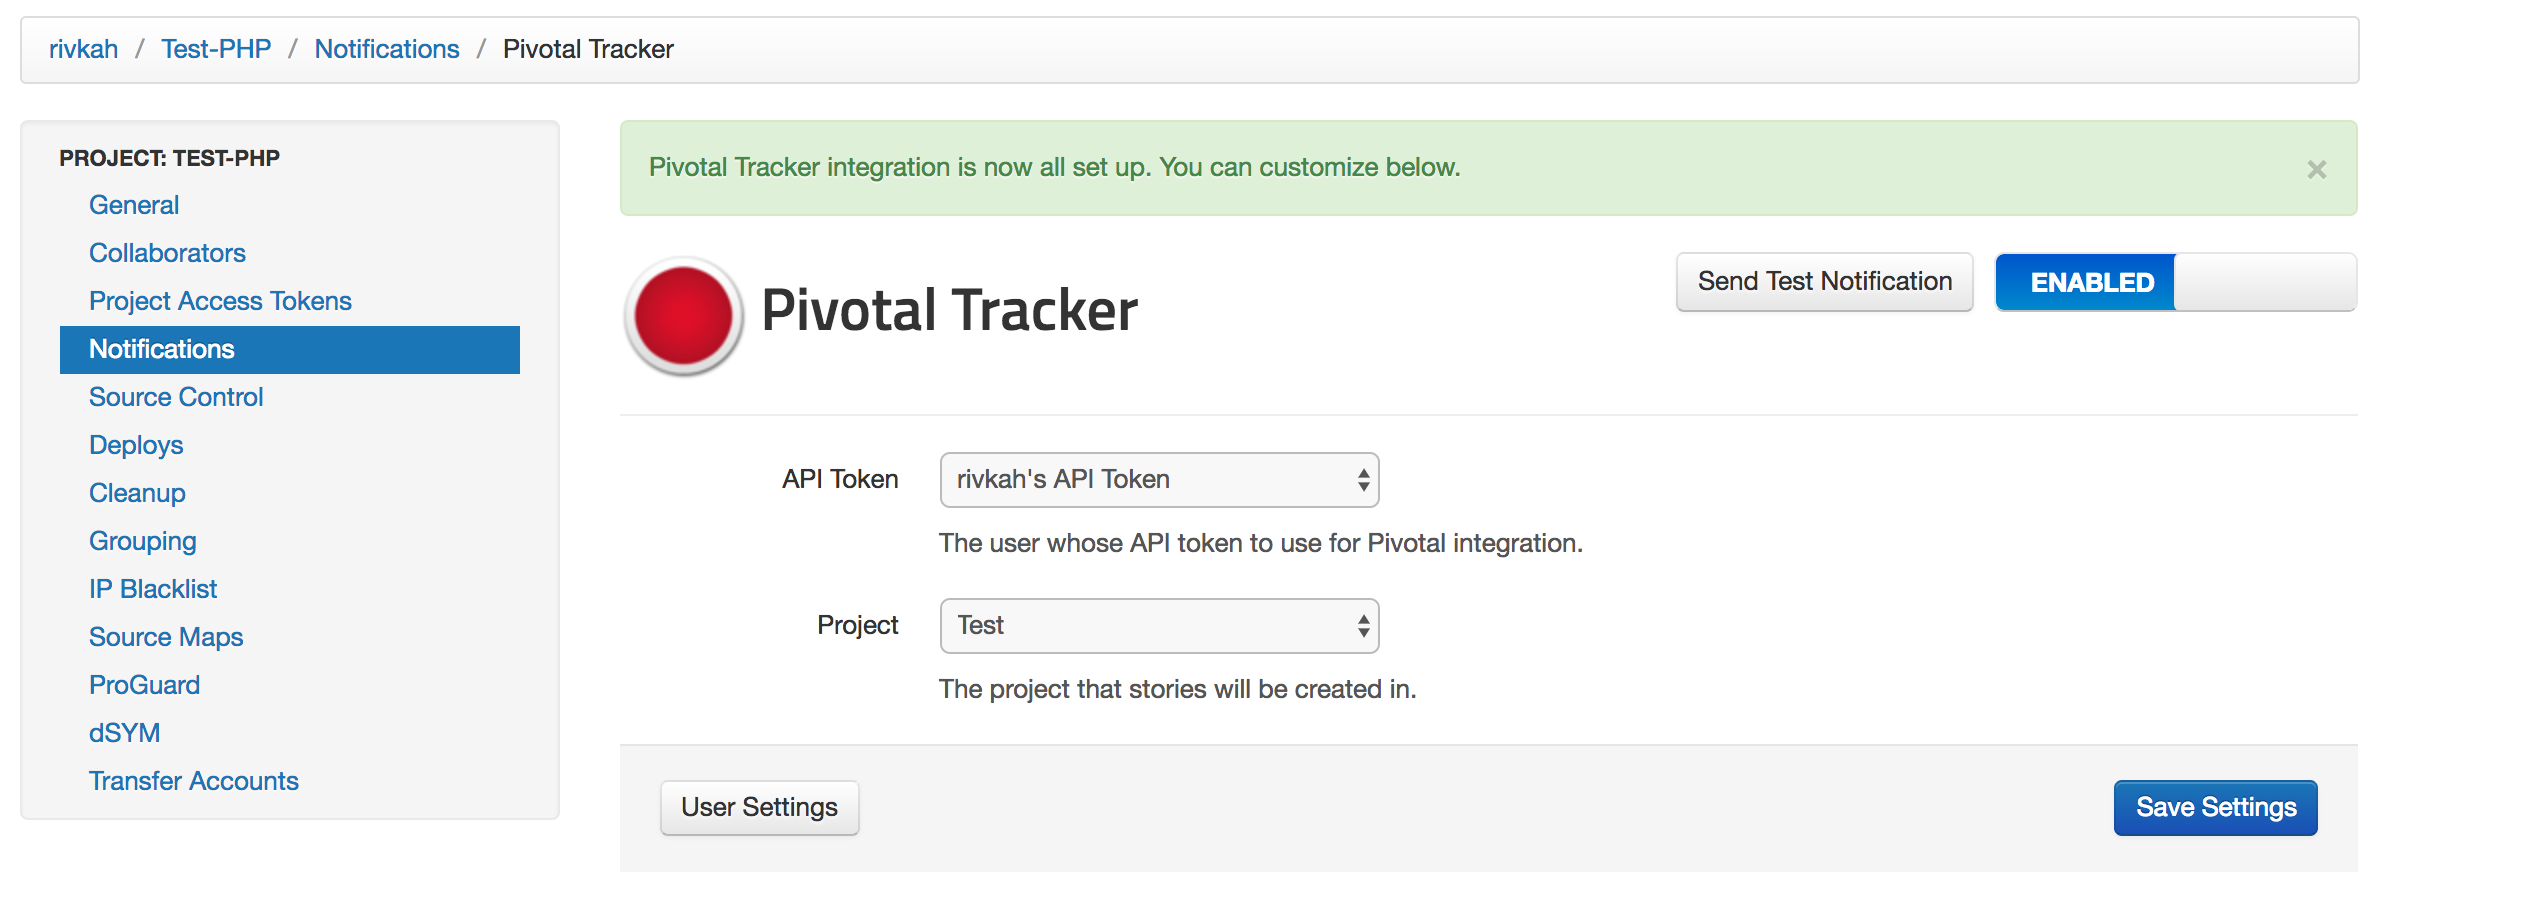 rivkah / Test-PHP / Notifications / Pivotal Tracker
PROJECT: TEST-PHP
General
Collaborators
Project Access Tokens
Notifications
Source Control
Deploys
Cleanup
Grouping
IP Blacklist
Source Maps
ProGuard
dSYM
Transfer Accounts
Pivotal Tracker integration is now all set up. You can customize below.
×
Pivotal Tracker
Send Test Notification
ENABLED
API Token
rivkah's API Token
The user whose API token to use for Pivotal integration.
Project
Test
The project that stories will be created in.
User Settings
Save Settings